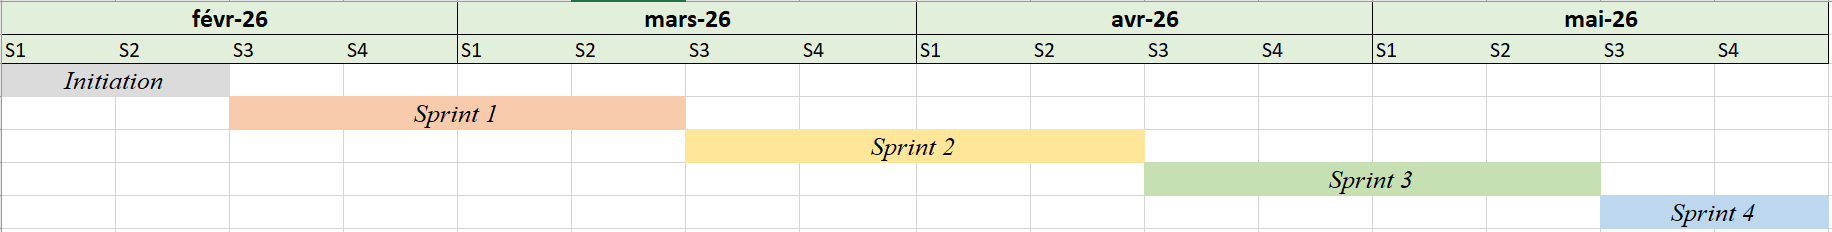 févr-26 mars-26 avr-26 mai-26
S1 S2 S3 S4 S1 S2 S3 S4 S1 S2 S3 S4 S1 S2 S3 S4
Initiation
Sprint 1
Sprint 2
Sprint 3
Sprint 4